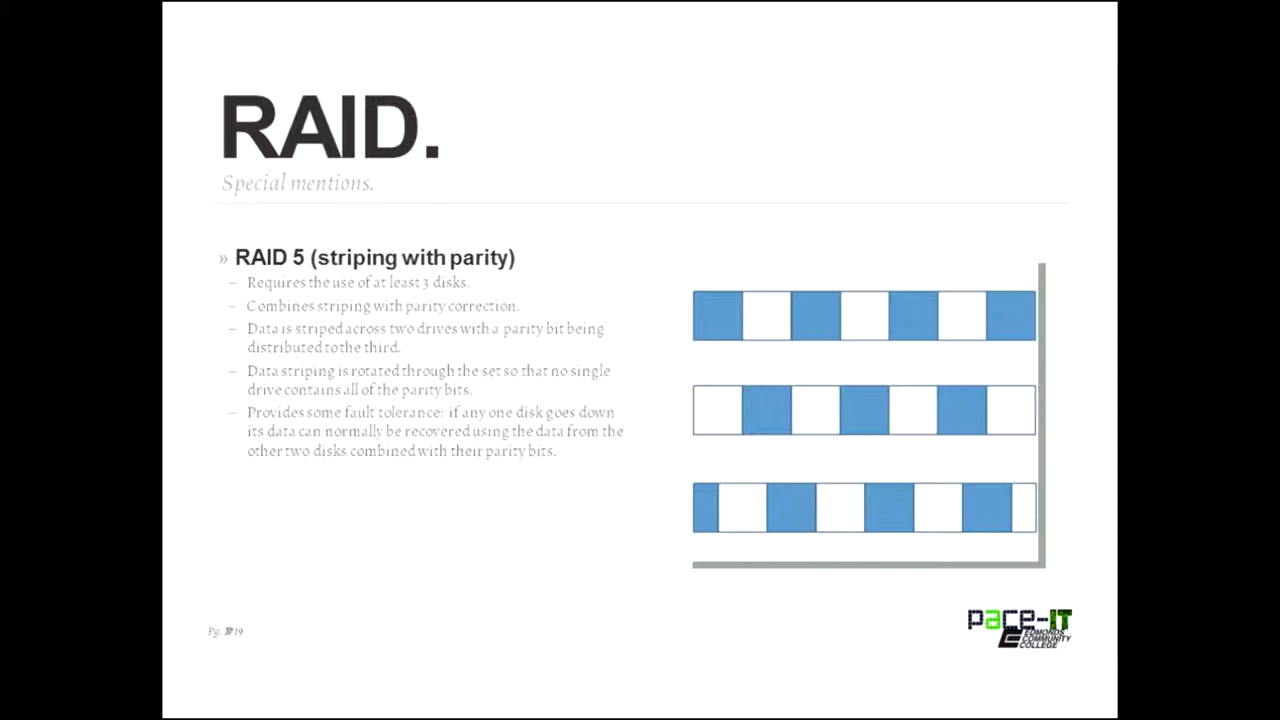 RAID.
Special mentions.
» RAID 5 (striping with parity)
– Requires the use of at least 3 disks.
– Combines striping with parity correction.
– Data is striped across two drives with a parity bit being
distributed to the third.
– Data striping is rotated through the set so that no single
drive contains all of the parity bits.
– Provides some fault tolerance: if any one disk goes down
its data can normally be recovered using the data from the
other two disks combined with their parity bits.
Pg. 19
pace-IT
EDMONDS
COMMUNITY
COLLEGE